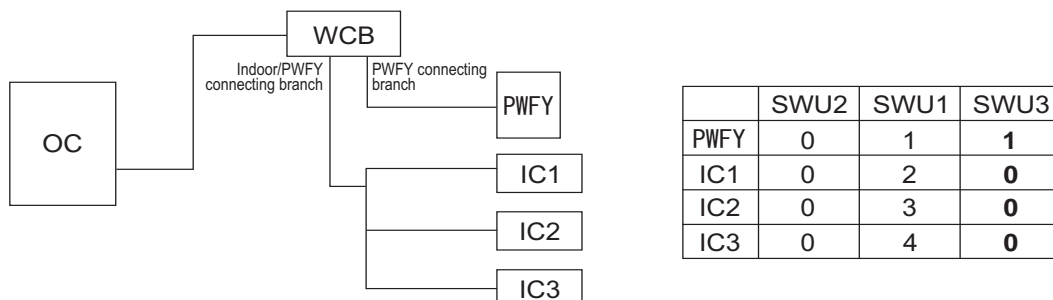 WCB
Indoor/PWFY
connecting branch
PWFY connecting
branch
OC
PWFY
IC1
IC2
IC3
SWU2 SWU1 SWU3
PWFY 0 1 1
IC1 0 2 0
IC2 0 3 0
IC3 0 4 0